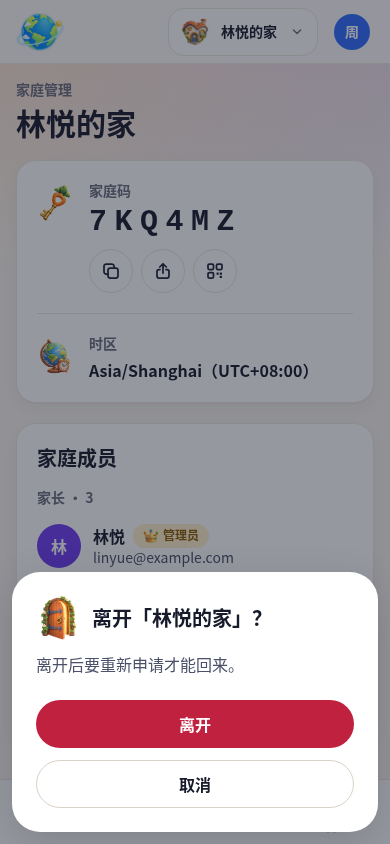 林悦的家
周
家庭管理
林悦的家
家庭码
7KQ4MZ
时区
Asia/Shanghai（UTC+08:00）
家庭成员
家长 · 3
林
林悦
管理员
linyue@example.com
离开「林悦的家」？
离开后要重新申请才能回来。
离开
取消